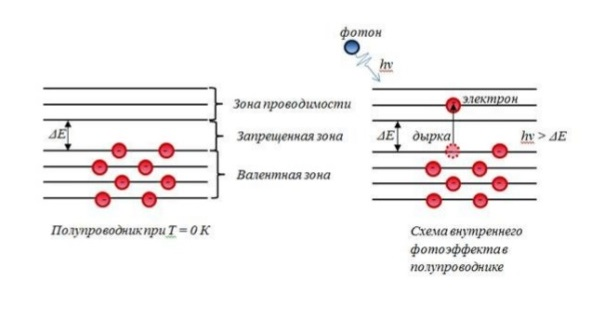 фотон
hν
Зона проводимости
ΔE
Запрещенная зона
Валентная зона
Полупроводник при T = 0 K
электрон
ΔE
дырка
hν > ΔE
Схема внутреннего
фотоэффекта в
полупроводнике